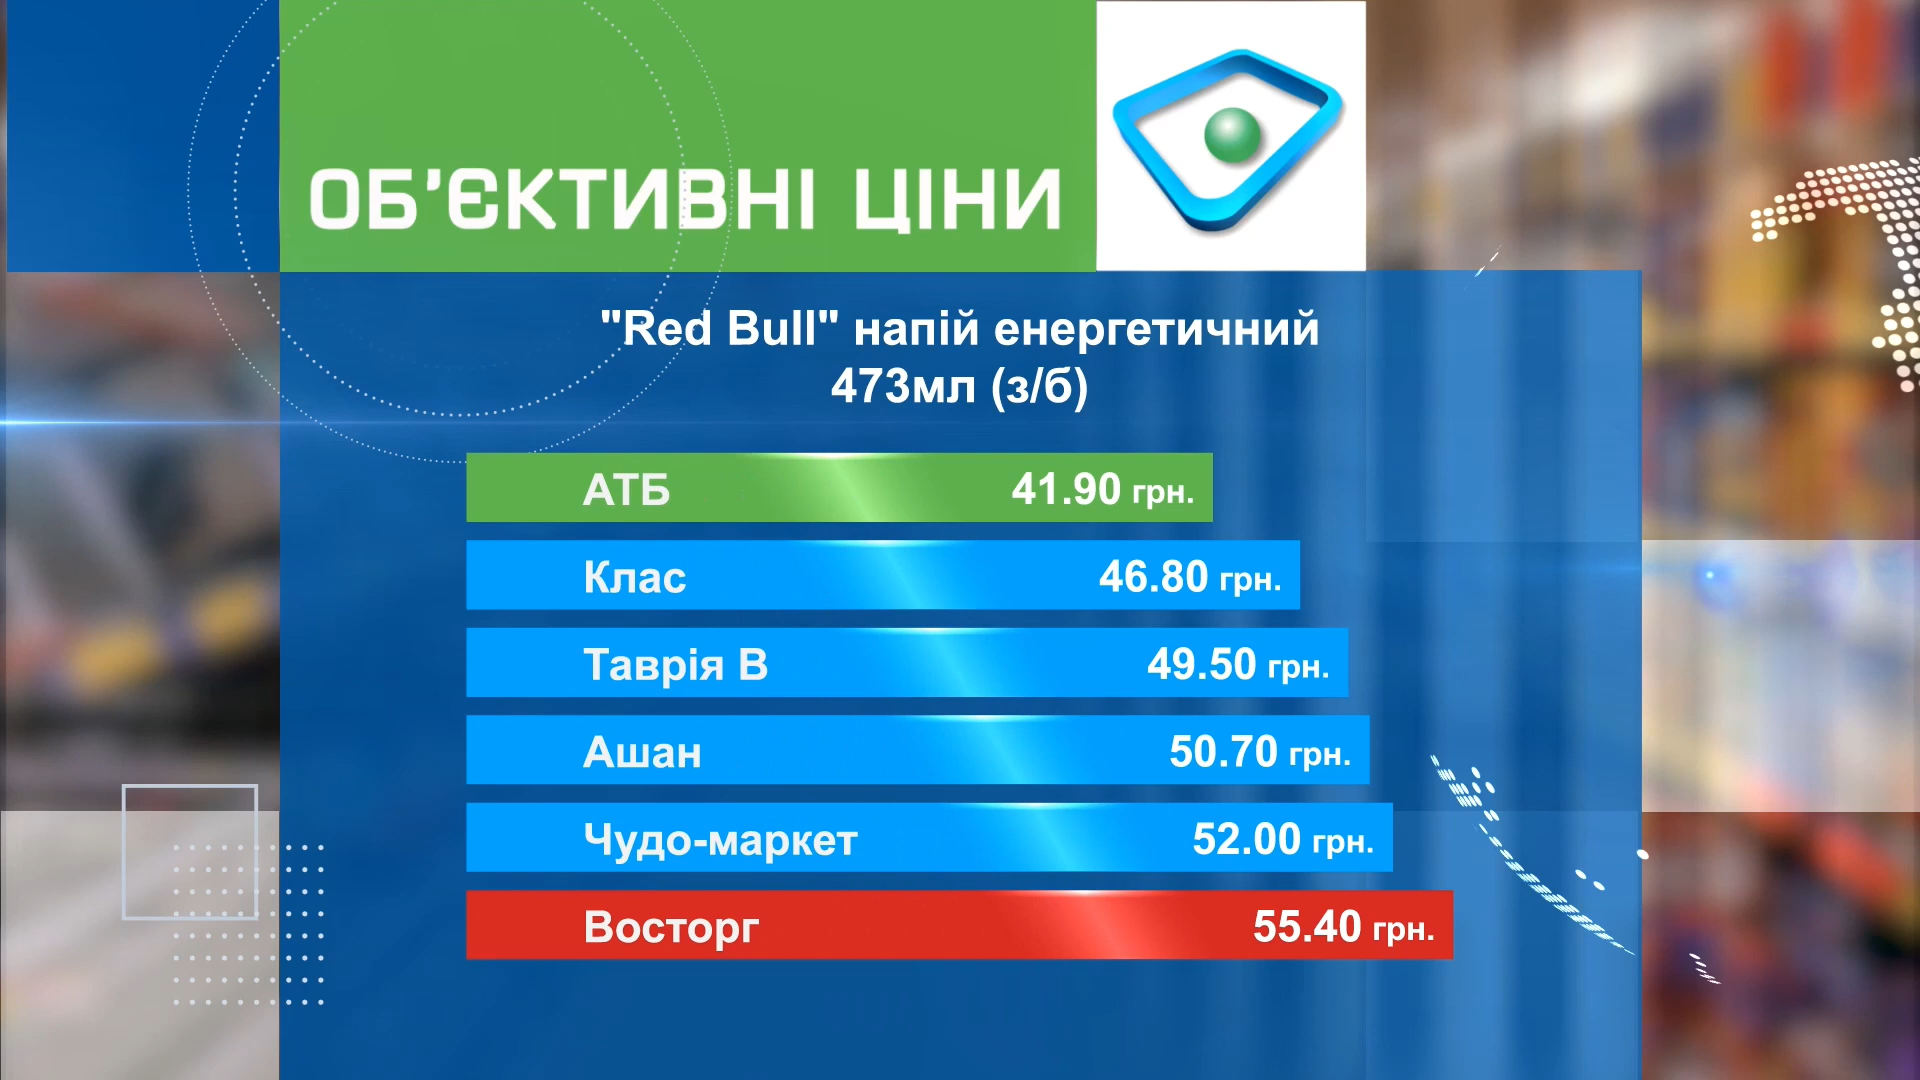 ОБ'ЄКТИВНІ ЦІНИ
"Red Bull" напій енергетичний
473мл (з/б)
АТБ 41.90 грн.
Клас 46.80 грн.
Таврія В 49.50 грн.
Ашан 50.70 грн.
Чудо-маркет 52.00 грн.
Восторг 55.40 грн.